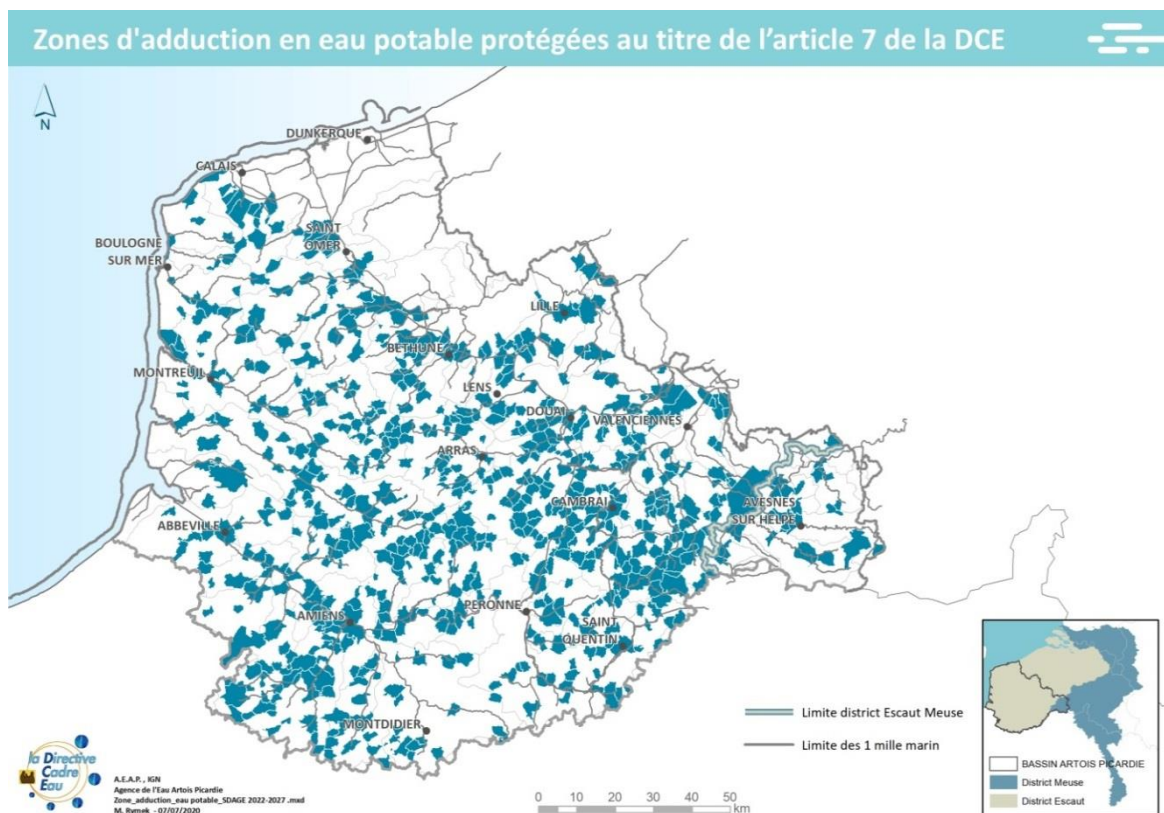 Zones d'adduction en eau potable protégées au titre de l'article 7 de la DCE
N
DUNKERQUE
CALAIS
SAINT
OMER
BOULOGNE
SUR MER
LILLE
BETHUNE
MONTREUIL
LENS
DOUAI
VALENCIENNES
ARRAS
CAMBRAI
AVESNES
SUR HELPE
ABBEVILLE
PERONNE
AMIENS
SAINT
QUENTIN
MONTDIDIER
Limite district Escaut Meuse
Limite des 1 mille marin
BASSIN ARTOIS PICARDIE
District Meuse
District Escaut
la Directive
Cadre
Eau
A.E.A.P. , IGN
Agence de l'Eau Artois Picardie
Zone_adduction_eau potable_SDAGE 2022-2027 .mxd
M. Rymek - 07/07/2020
0 10 20 30 40 50
km